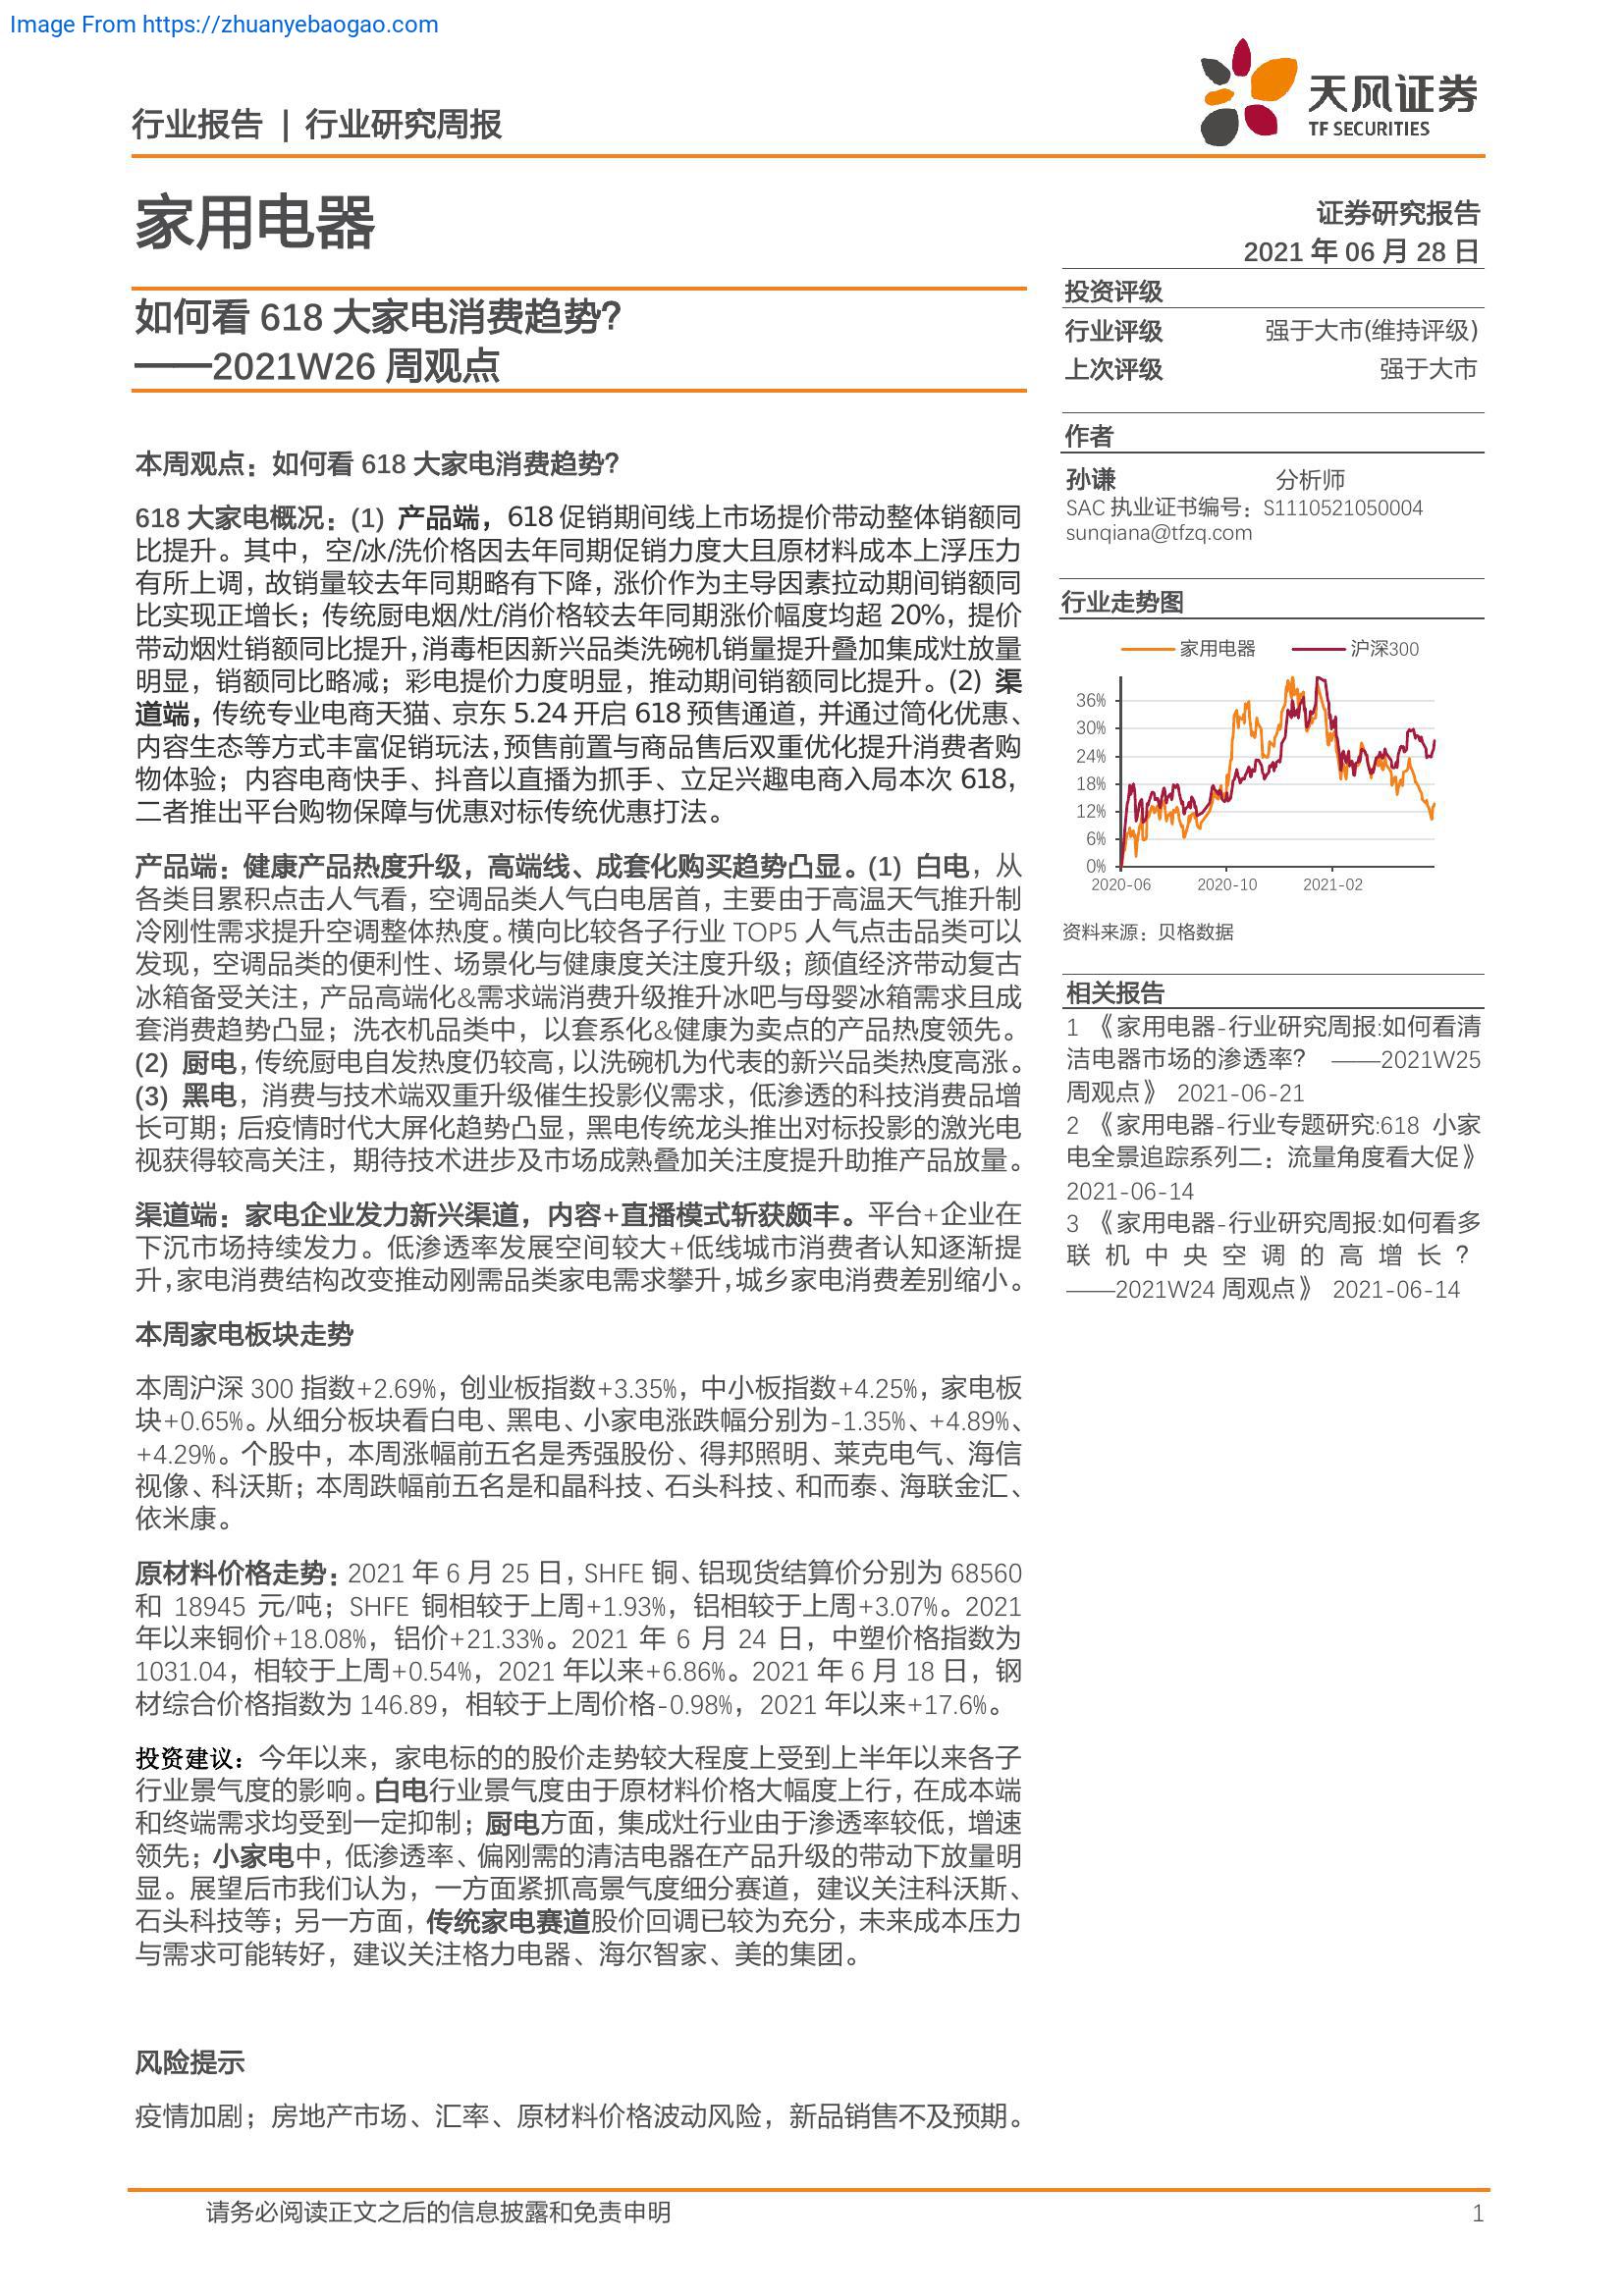 Image From https://zhuanyebaogao.com
行业报告 | 行业研究周报
天风证券
TF SECURITIES
家用电器
证券研究报告
2021 年 06 月 28 日
如何看 618 大家电消费趋势?
——2021W26 周观点
投资评级
行业评级 强于大市(维持评级)
上次评级 强于大市
作者
孙谦 分析师
SAC 执业证书编号：S1110521050004
sunqiana@tfzq.com
行业走势图
家用电器 沪深300
36%
30%
24%
18%
12%
6%
0%
2020-06 2020-10 2021-02
资料来源：贝格数据
相关报告
1 《家用电器-行业研究周报:如何看清
洁电器市场的渗透率？ ——2021W25
周观点》 2021-06-21
2 《家用电器-行业专题研究:618 小家
电全景追踪系列二：流量角度看大促》
2021-06-14
3 《家用电器-行业研究周报:如何看多
联机中央空调的高增长？
——2021W24 周观点》 2021-06-14
本周观点：如何看 618 大家电消费趋势?
618 大家电概况：(1) 产品端，618 促销期间线上市场提价带动整体销额同
比提升。其中，空/冰/洗价格因去年同期促销力度大且原材料成本上浮压力
有所上调，故销量较去年同期略有下降，涨价作为主导因素拉动期间销额同
比实现正增长；传统厨电烟/灶/消价格较去年同期涨价幅度均超 20%，提价
带动烟灶销额同比提升，消毒柜因新兴品类洗碗机销量提升叠加集成灶放量
明显，销额同比略减；彩电提价力度明显，推动期间销额同比提升。(2) 渠
道端，传统专业电商天猫、京东 5.24 开启 618 预售通道，并通过简化优惠、
内容生态等方式丰富促销玩法，预售前置与商品售后双重优化提升消费者购
物体验；内容电商快手、抖音以直播为抓手、立足兴趣电商入局本次 618，
二者推出平台购物保障与优惠对标传统优惠打法。
产品端：健康产品热度升级，高端线、成套化购买趋势凸显。(1) 白电，从
各类目累积点击人气看，空调品类人气白电居首，主要由于高温天气推升制
冷刚性需求提升空调整体热度。横向比较各子行业 TOP5 人气点击品类可以
发现，空调品类的便利性、场景化与健康度关注度升级；颜值经济带动复古
冰箱备受关注，产品高端化&需求端消费升级推升冰吧与母婴冰箱需求且成
套消费趋势凸显；洗衣机品类中，以套系化&健康为卖点的产品热度领先。
(2) 厨电，传统厨电自发热度仍较高，以洗碗机为代表的新兴品类热度高涨。
(3) 黑电，消费与技术端双重升级催生投影仪需求，低渗透的科技消费品增
长可期；后疫情时代大屏化趋势凸显，黑电传统龙头推出对标投影的激光电
视获得较高关注，期待技术进步及市场成熟叠加关注度提升助推产品放量。
渠道端：家电企业发力新兴渠道，内容+直播模式斩获颇丰。平台+企业在
下沉市场持续发力。低渗透率发展空间较大+低线城市消费者认知逐渐提
升，家电消费结构改变推动刚需品类家电需求攀升，城乡家电消费差别缩小。
本周家电板块走势
本周沪深 300 指数+2.69%，创业板指数+3.35%，中小板指数+4.25%，家电板
块+0.65%。从细分板块看白电、黑电、小家电涨跌幅分别为-1.35%、+4.89%、
+4.29%。个股中，本周涨幅前五名是秀强股份、得邦照明、莱克电气、海信
视像、科沃斯；本周跌幅前五名是和晶科技、石头科技、和而泰、海联金汇、
依米康。
原材料价格走势：2021 年 6 月 25 日，SHFE 铜、铝现货结算价分别为 68560
和 18945 元/吨；SHFE 铜相较于上周+1.93%，铝相较于上周+3.07%。2021
年以来铜价+18.08%，铝价+21.33%。2021 年 6 月 24 日，中塑价格指数为
1031.04，相较于上周+0.54%，2021 年以来+6.86%。2021 年 6 月 18 日，钢
材综合价格指数为 146.89，相较于上周价格-0.98%，2021 年以来+17.6%。
投资建议：今年以来，家电标的的股价走势较大程度上受到上半年以来各子
行业景气度的影响。白电行业景气度由于原材料价格大幅度上行，在成本端
和终端需求均受到一定抑制；厨电方面，集成灶行业由于渗透率较低，增速
领先；小家电中，低渗透率、偏刚需的清洁电器在产品升级的带动下放量明
显。展望后市我们认为，一方面紧抓高景气度细分赛道，建议关注科沃斯、
石头科技等；另一方面，传统家电赛道股价回调已较为充分，未来成本压力
与需求可能转好，建议关注格力电器、海尔智家、美的集团。
风险提示
疫情加剧；房地产市场、汇率、原材料价格波动风险，新品销售不及预期。
请务必阅读正文之后的信息披露和免责申明 1